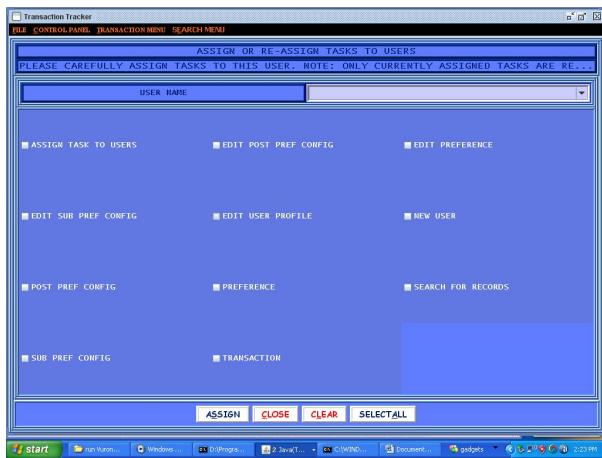 Transaction Tracker
FILE CONTROL PANEL TRANSACTION MENU SEARCH MENU
ASSIGN OR RE-ASSIGN TASKS TO USERS
PLEASE CAREFULLY ASSIGN TASKS TO THIS USER. NOTE: ONLY CURRENTLY ASSIGNED TASKS ARE RE...
USER NAME
ASSIGN TASK TO USERS EDIT POST PREF CONFIG EDIT PREFERENCE
EDIT SUB PREF CONFIG EDIT USER PROFILE NEW USER
POST PREF CONFIG PREFERENCE SEARCH FOR RECORDS
SUB PREF CONFIG TRANSACTION
ASSIGN CLOSE CLEAR SELECTALL
start run Vuron... Windows ... D:\Progra... 2 Java(T... C:\WIND... Document... gadgets 2:23 PM